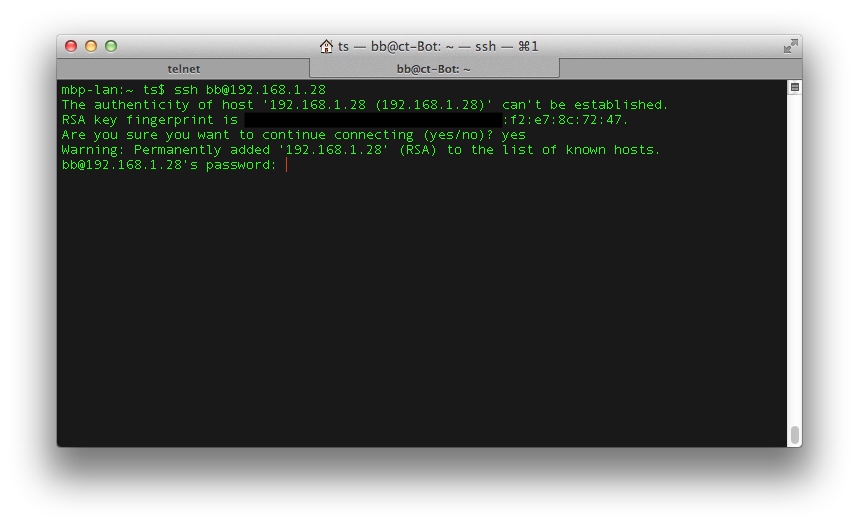 ts — bb@ct-Bot: ~ — ssh — ⌘1
telnet
bb@ct-Bot: ~
mbp-lan:~ ts$ ssh bb@192.168.1.28
The authenticity of host '192.168.1.28 (192.168.1.28)' can't be established.
RSA key fingerprint is :f2:e7:8c:72:47.
Are you sure you want to continue connecting (yes/no)? yes
Warning: Permanently added '192.168.1.28' (RSA) to the list of known hosts.
bb@192.168.1.28's password: